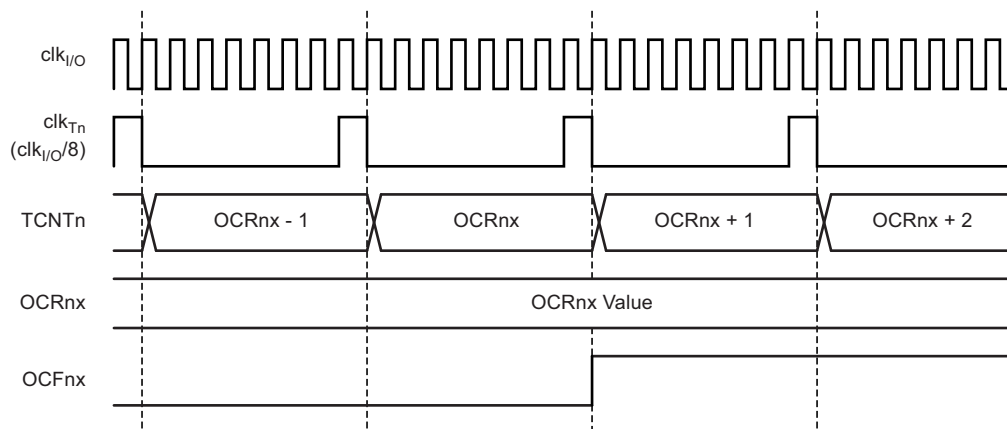 clkI/O
clkTn
(clkI/O/8)
TCNTn
OCRnx - 1
OCRnx
OCRnx + 1
OCRnx + 2
OCRnx
OCRnx Value
OCFnx